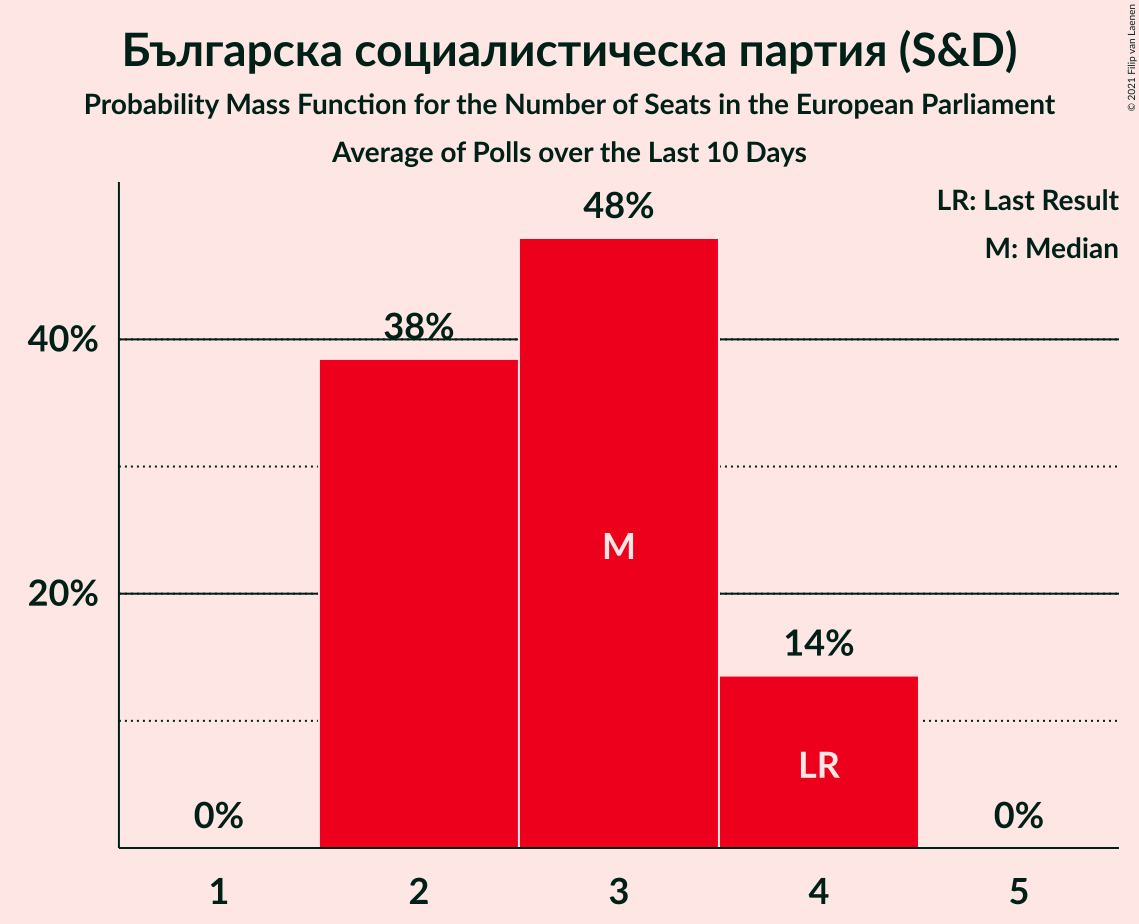 Българска социалистическа партия (S&D)
Probability Mass Function for the Number of Seats in the European Parliament
Average of Polls over the Last 10 Days
© 2021 Filip van Laenen
LR: Last Result
M: Median
48%
38%
40%
M
20%
14%
LR
0%
0%
1
2
3
4
5